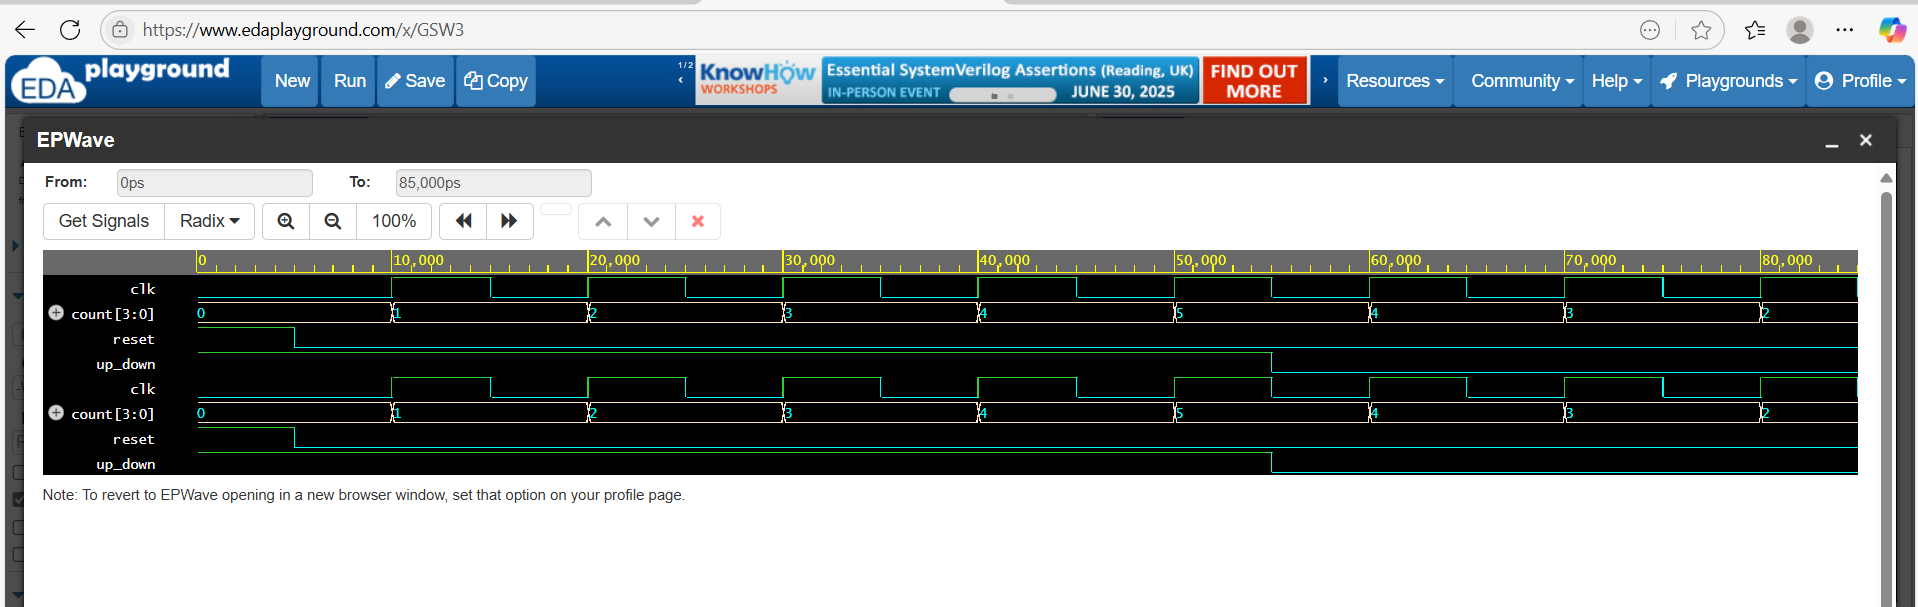 https://www.edaplayground.com/x/GSW3
EDA playground
New Run Save Copy
1/2
KnowHow WORKSHOPS
Essential SystemVerilog Assertions (Reading, UK)
IN-PERSON EVENT JUNE 30, 2025
FIND OUT MORE
Resources Community Help Playgrounds Profile
EPWave
From: 0ps To: 85,000ps
Get Signals Radix 100%
0 10,000 20,000 30,000 40,000 50,000 60,000 70,000 80,000
clk
count[3:0] 0 1 2 3 4 5 4 3 2
reset
up_down
clk
count[3:0] 0 1 2 3 4 5 4 3 2
reset
up_down
Note: To revert to EPWave opening in a new browser window, set that option on your profile page.